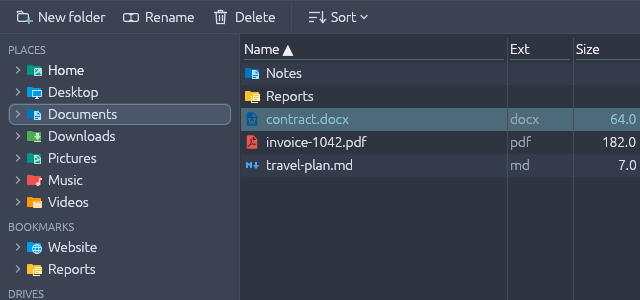 New folder Rename Delete Sort
PLACES
Home
Desktop
Documents
Downloads
Pictures
Music
Videos
BOOKMARKS
Website
Reports
DRIVES
Name ▲ Ext Size
Notes
Reports
contract.docx docx 64.0
invoice-1042.pdf pdf 182.0
travel-plan.md md 7.0